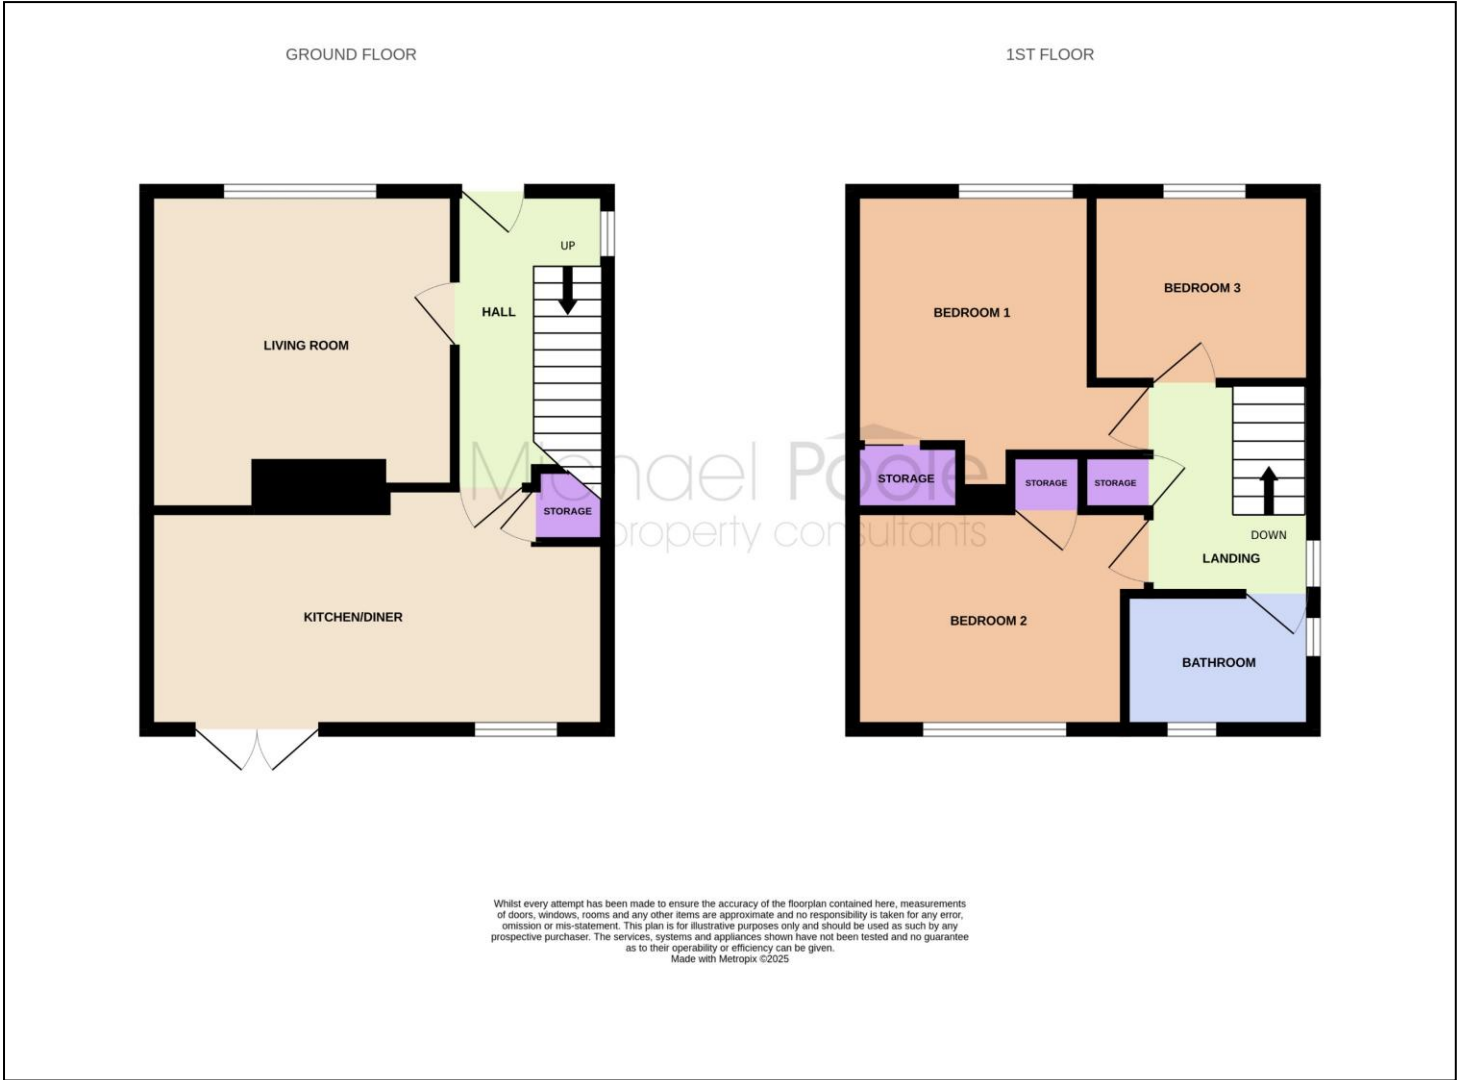 GROUND FLOOR
1ST FLOOR
UP
HALL
LIVING ROOM
STORAGE
KITCHEN/DINER
BEDROOM 1
BEDROOM 3
STORAGE
STORAGE
STORAGE
DOWN
LANDING
BEDROOM 2
BATHROOM
Michael Poole
property consultants
Whilst every attempt has been made to ensure the accuracy of the floorplan contained here, measurements
of doors, windows, rooms and any other items are approximate and no responsibility is taken for any error,
omission or mis-statement. This plan is for illustrative purposes only and should be used as such by any
prospective purchaser. The services, systems and appliances shown have not been tested and no guarantee
as to their operability or efficiency can be given.
Made with Metropix ©2025